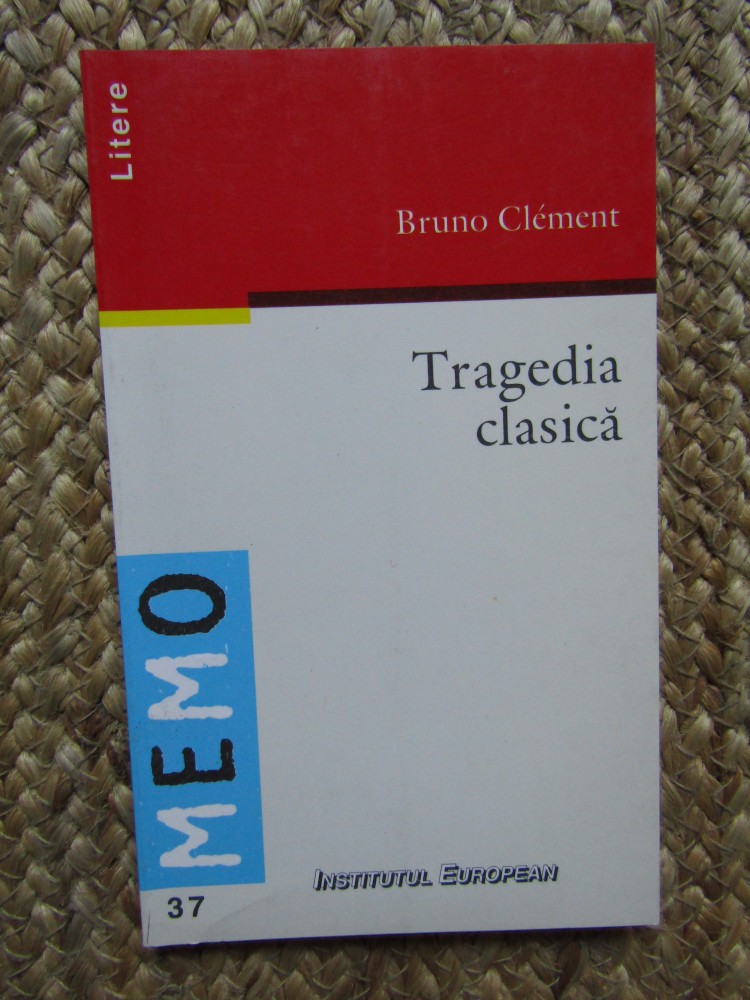 Litere
Bruno Clément
Tragedia
clasică
MEMO
37
INSTITUTUL EUROPEAN